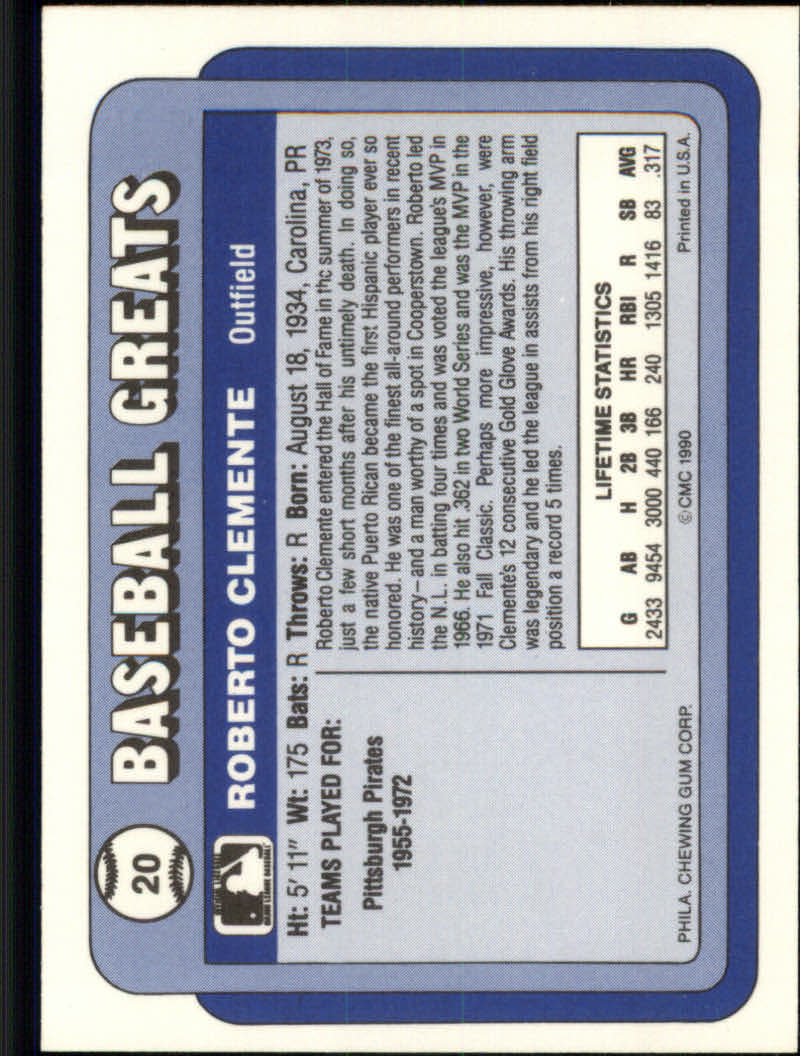 20
BASEBALL GREATS
ROBERTO CLEMENTE Outfield
Ht: 5' 11" Wt: 175 Bats: R Throws: R Born: August 18, 1934, Carolina, PR
TEAMS PLAYED FOR:
Pittsburgh Pirates
1955-1972
Roberto Clemente entered the Hall of Fame in the summer of 1973,
just a few short months after his untimely death. In doing so,
the native Puerto Rican became the first Hispanic player ever so
honored. He was one of the finest all-around performers in recent
history—and a man worthy of a spot in Cooperstown. Roberto led
the N.L. in batting four times and was voted the league's MVP in
1966. He also hit .362 in two World Series and was the MVP in the
1971 Fall Classic. Perhaps more impressive, however, were
Clemente's 12 consecutive Gold Glove Awards. His throwing arm
was legendary and he led the league in assists from his right field
position a record 5 times.
LIFETIME STATISTICS
G AB H 2B 3B HR RBI R SB AVG
2433 9454 3000 440 166 240 1305 1416 83 .317
PHILA. CHEWING GUM CORP. © CMC 1990 Printed in U.S.A.